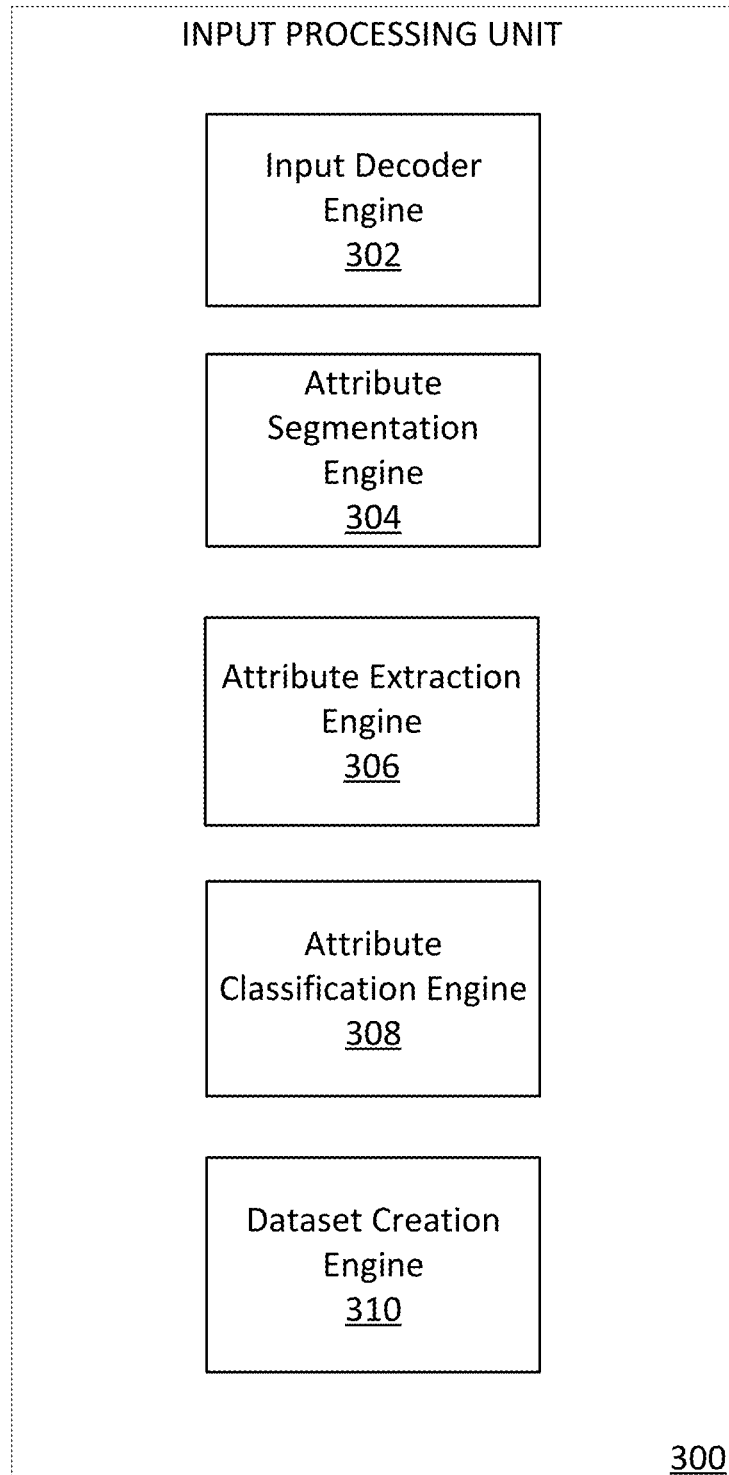 INPUT PROCESSING UNIT
Input Decoder
Engine
302
Attribute
Segmentation
Engine
304
Attribute Extraction
Engine
306
Attribute
Classification Engine
308
Dataset Creation
Engine
310
300